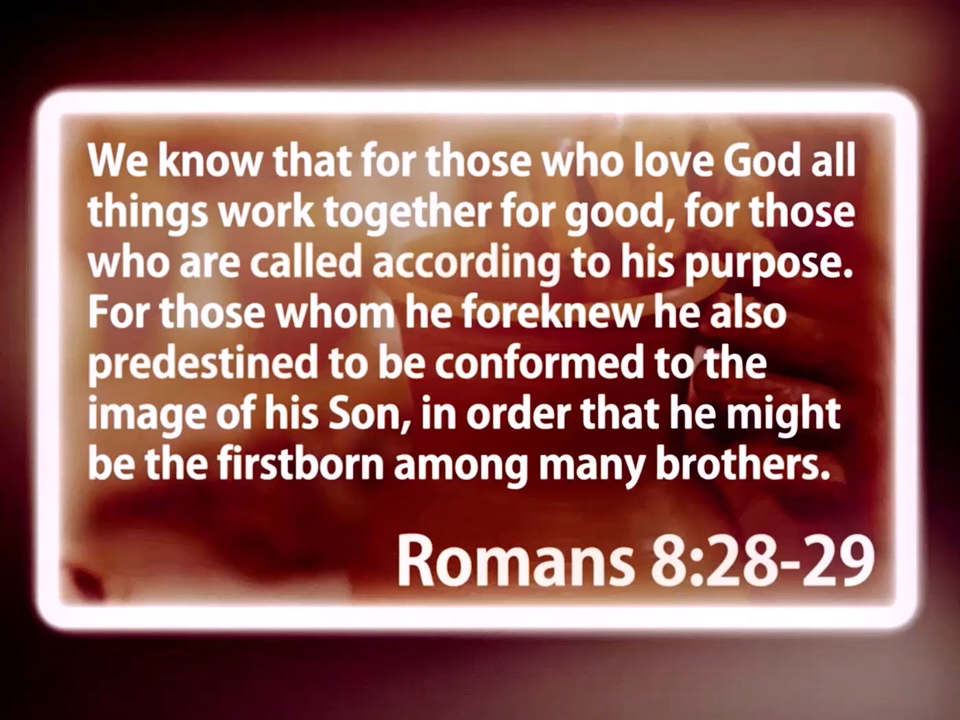 We know that for those who love God all
things work together for good, for those
who are called according to his purpose.
For those whom he foreknew he also
predestined to be conformed to the
image of his Son, in order that he might
be the firstborn among many brothers.
Romans 8:28-29